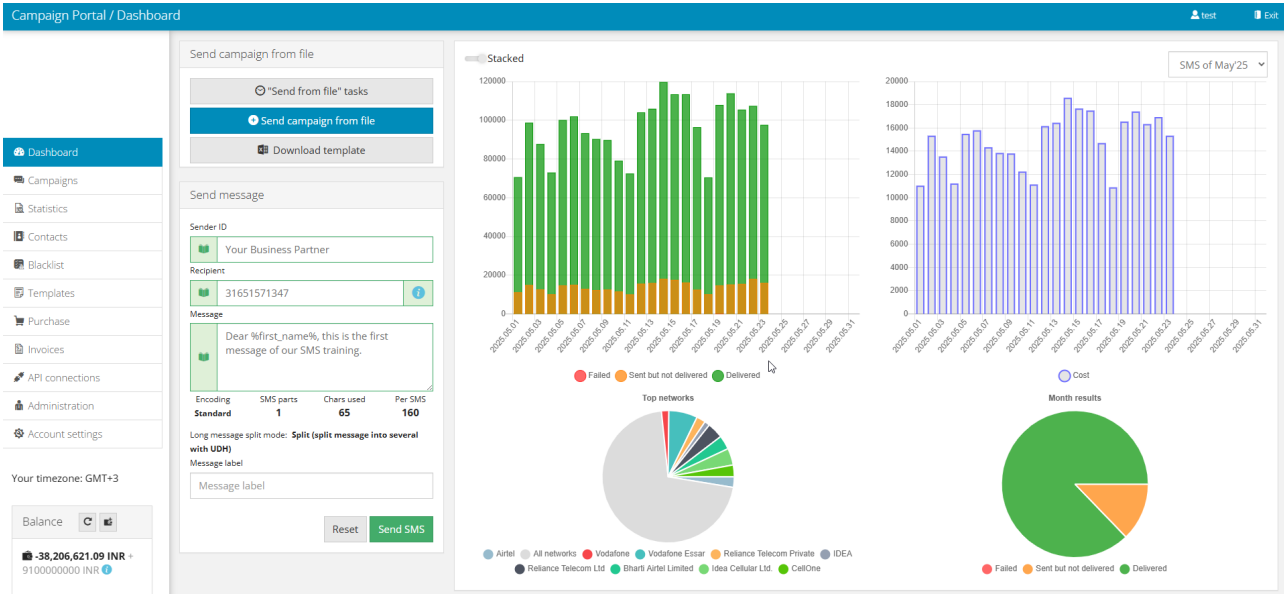 Campaign Portal / Dashboard
test
Exit
Dashboard
Campaigns
Statistics
Contacts
Blacklist
Templates
Purchase
Invoices
API connections
Administration
Account settings
Your timezone: GMT+3
Balance
-38,206,621.09 INR +
9100000000 INR
Send campaign from file
"Send from file" tasks
Send campaign from file
Download template
Send message
Sender ID
Your Business Partner
Recipient
31651571347
Message
Dear %first_name%, this is the first
message of our SMS training.
Encoding SMS parts Chars used Per SMS
Standard 1 65 160
Long message split mode: Split (split message into several
with UDH)
Message label
Message label
Reset
Send SMS
Stacked
SMS of May'25
120000
100000
80000
60000
40000
20000
0
2025.05.01 2025.05.03 2025.05.05 2025.05.07 2025.05.09 2025.05.11 2025.05.13 2025.05.15 2025.05.17 2025.05.19 2025.05.21 2025.05.23 2025.05.25 2025.05.27 2025.05.29 2025.05.31
Failed Sent but not delivered Delivered
20000
18000
16000
14000
12000
10000
8000
6000
4000
2000
0
2025.05.01 2025.05.03 2025.05.05 2025.05.07 2025.05.09 2025.05.11 2025.05.13 2025.05.15 2025.05.17 2025.05.19 2025.05.21 2025.05.23 2025.05.25 2025.05.27 2025.05.29 2025.05.31
Cost
Top networks
Airtel All networks Vodafone Vodafone Essar Reliance Telecom Private IDEA
Reliance Telecom Ltd Bharti Airtel Limited Idea Cellular Ltd. CellOne
Month results
Failed Sent but not delivered Delivered